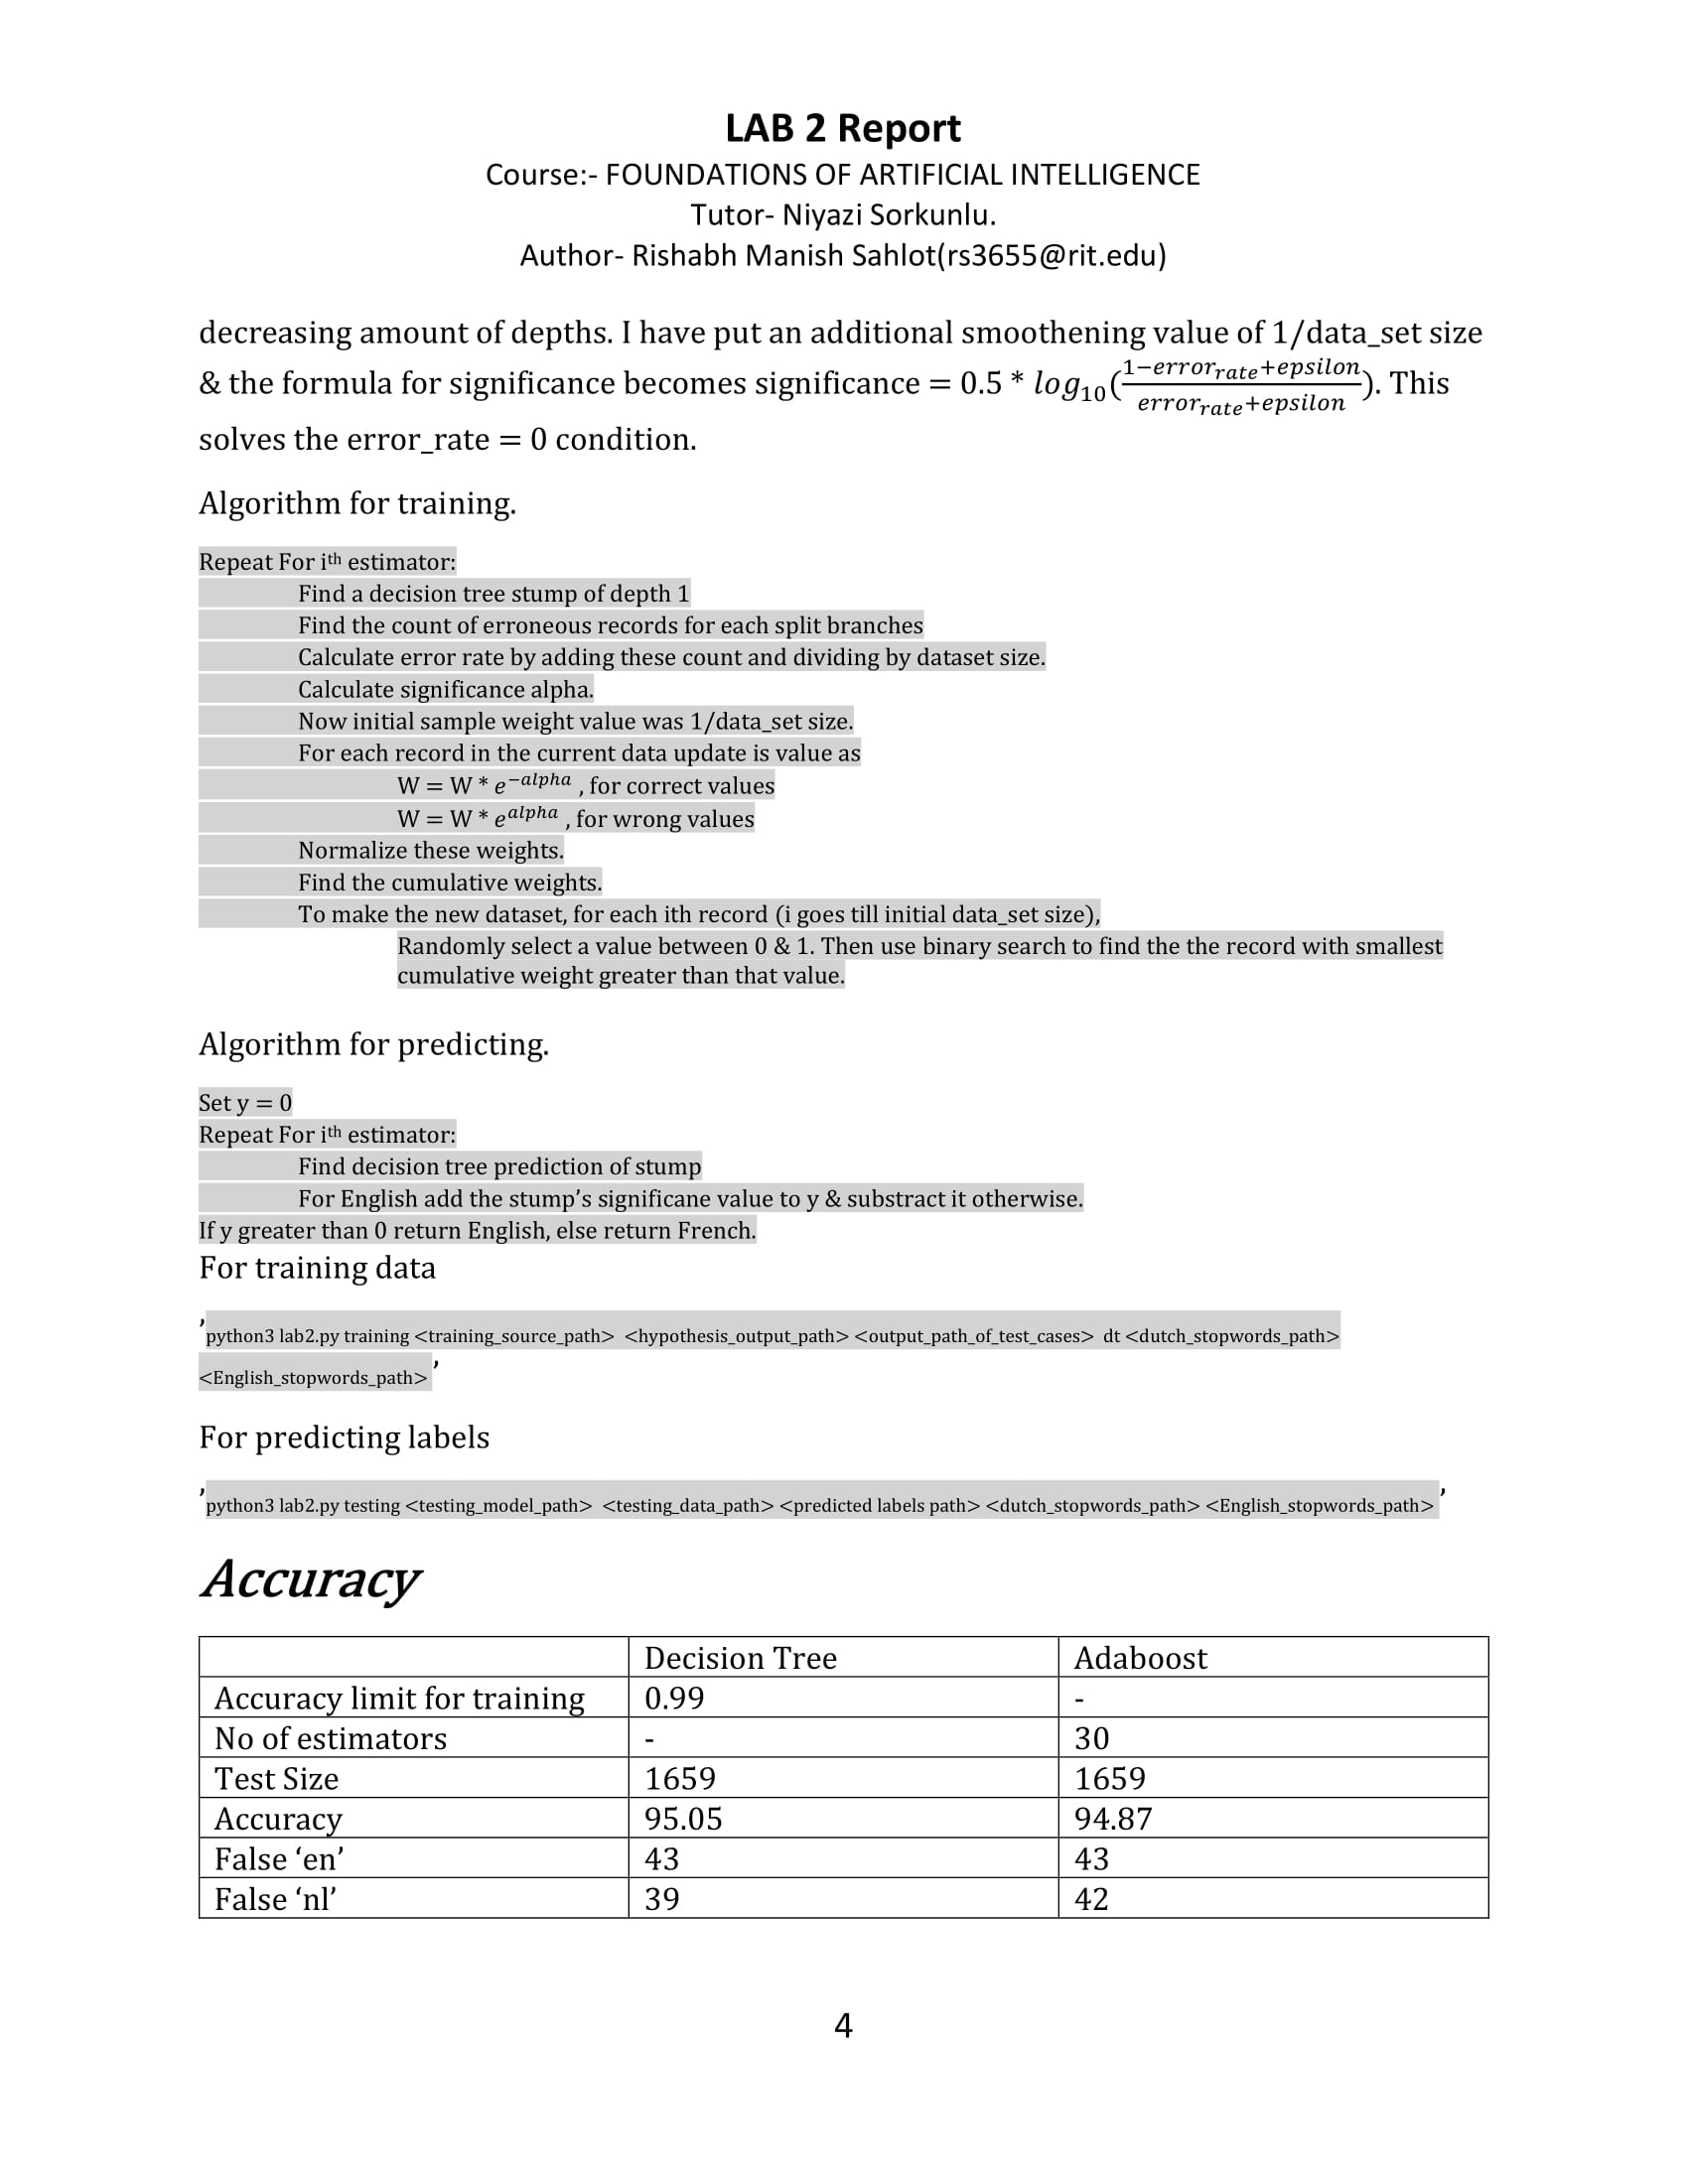 LAB 2 Report
Course:- FOUNDATIONS OF ARTIFICIAL INTELLIGENCE
Tutor- Niyazi Sorkunlu.
Author- Rishabh Manish Sahlot(rs3655@rit.edu)
decreasing amount of depths. I have put an additional smoothening value of 1/data_set size
& the formula for significance becomes significance = 0.5 * log₁₀((1−error_rate+epsilon)/(error_rate+epsilon)). This
solves the error_rate = 0 condition.
Algorithm for training.
Repeat For iᵗʰ estimator:
Find a decision tree stump of depth 1
Find the count of erroneous records for each split branches
Calculate error rate by adding these count and dividing by dataset size.
Calculate significance alpha.
Now initial sample weight value was 1/data_set size.
For each record in the current data update is value as
W = W * e^(−alpha) , for correct values
W = W * e^(alpha) , for wrong values
Normalize these weights.
Find the cumulative weights.
To make the new dataset, for each ith record (i goes till initial data_set size),
Randomly select a value between 0 & 1. Then use binary search to find the the record with smallest
cumulative weight greater than that value.
Algorithm for predicting.
Set y = 0
Repeat For iᵗʰ estimator:
Find decision tree prediction of stump
For English add the stump’s significane value to y & substract it otherwise.
If y greater than 0 return English, else return French.
For training data
’python3 lab2.py training <training_source_path> <hypothesis_output_path> <output_path_of_test_cases> dt <dutch_stopwords_path>
<English_stopwords_path>’
For predicting labels
’python3 lab2.py testing <testing_model_path> <testing_data_path> <predicted labels path> <dutch_stopwords_path> <English_stopwords_path>’
Accuracy
Decision Tree Adaboost
Accuracy limit for training 0.99 -
No of estimators - 30
Test Size 1659 1659
Accuracy 95.05 94.87
False ‘en’ 43 43
False ‘nl’ 39 42
4